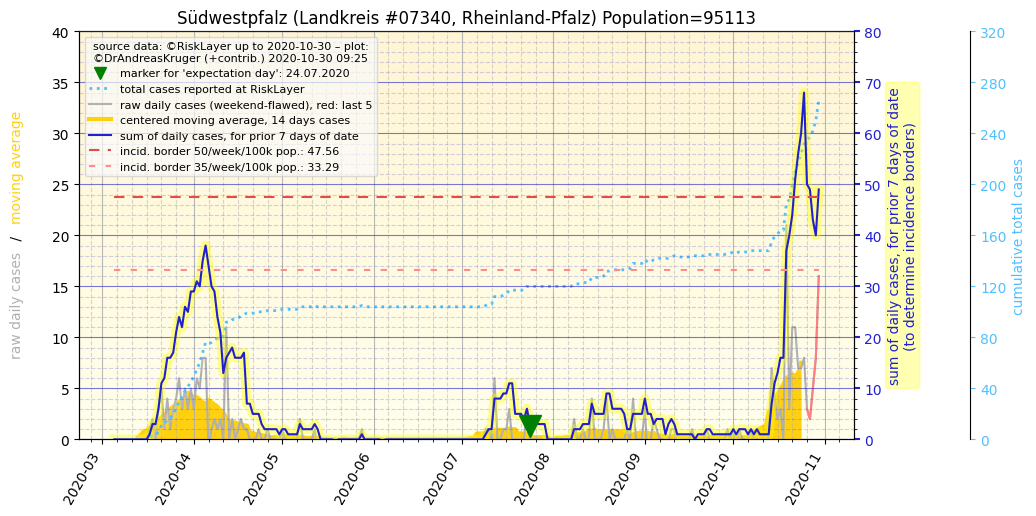 Südwestpfalz (Landkreis #07340, Rheinland-Pfalz) Population=95113
source data: ©RiskLayer up to 2020-10-30 – plot:
©DrAndreasKruger (+contrib.) 2020-10-30 09:25
marker for 'expectation day': 24.07.2020
total cases reported at RiskLayer
raw daily cases (weekend-flawed), red: last 5
centered moving average, 14 days cases
sum of daily cases, for prior 7 days of date
incid. border 50/week/100k pop.: 47.56
incid. border 35/week/100k pop.: 33.29
raw daily cases / moving average
40
35
30
25
20
15
10
5
0
80
70
60
50
40
30
20
10
0
sum of daily cases, for prior 7 days of date
(to determine incidence borders)
320
280
240
200
160
120
80
40
0
cumulative total cases
2020-03
2020-04
2020-05
2020-06
2020-07
2020-08
2020-09
2020-10
2020-11